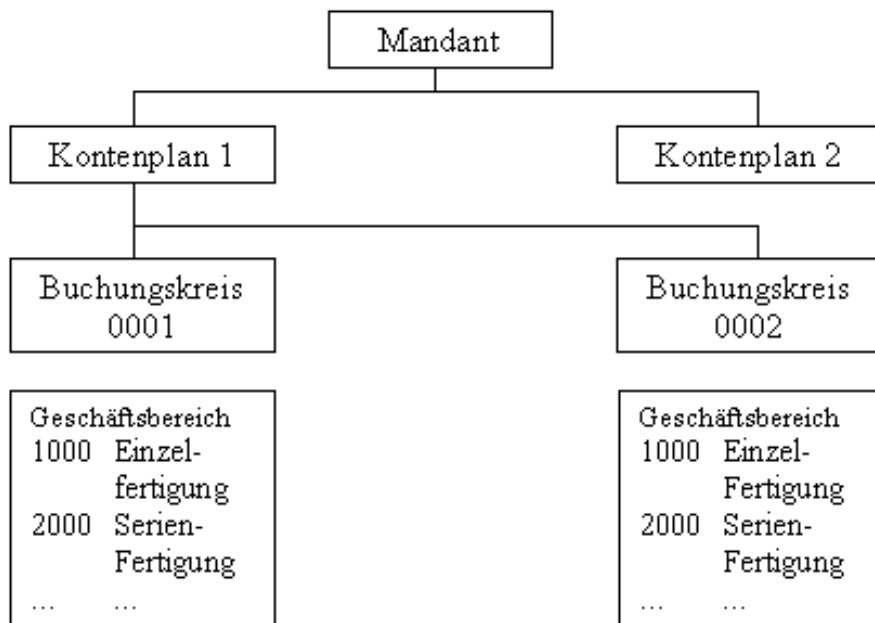 Mandant
Kontenplan 1
Kontenplan 2
Buchungskreis
0001
Buchungskreis
0002
Geschäftsbereich
1000 Einzel-
fertigung
2000 Serien-
Fertigung
... ...
Geschäftsbereich
1000 Einzel-
Fertigung
2000 Serien-
Fertigung
... ...